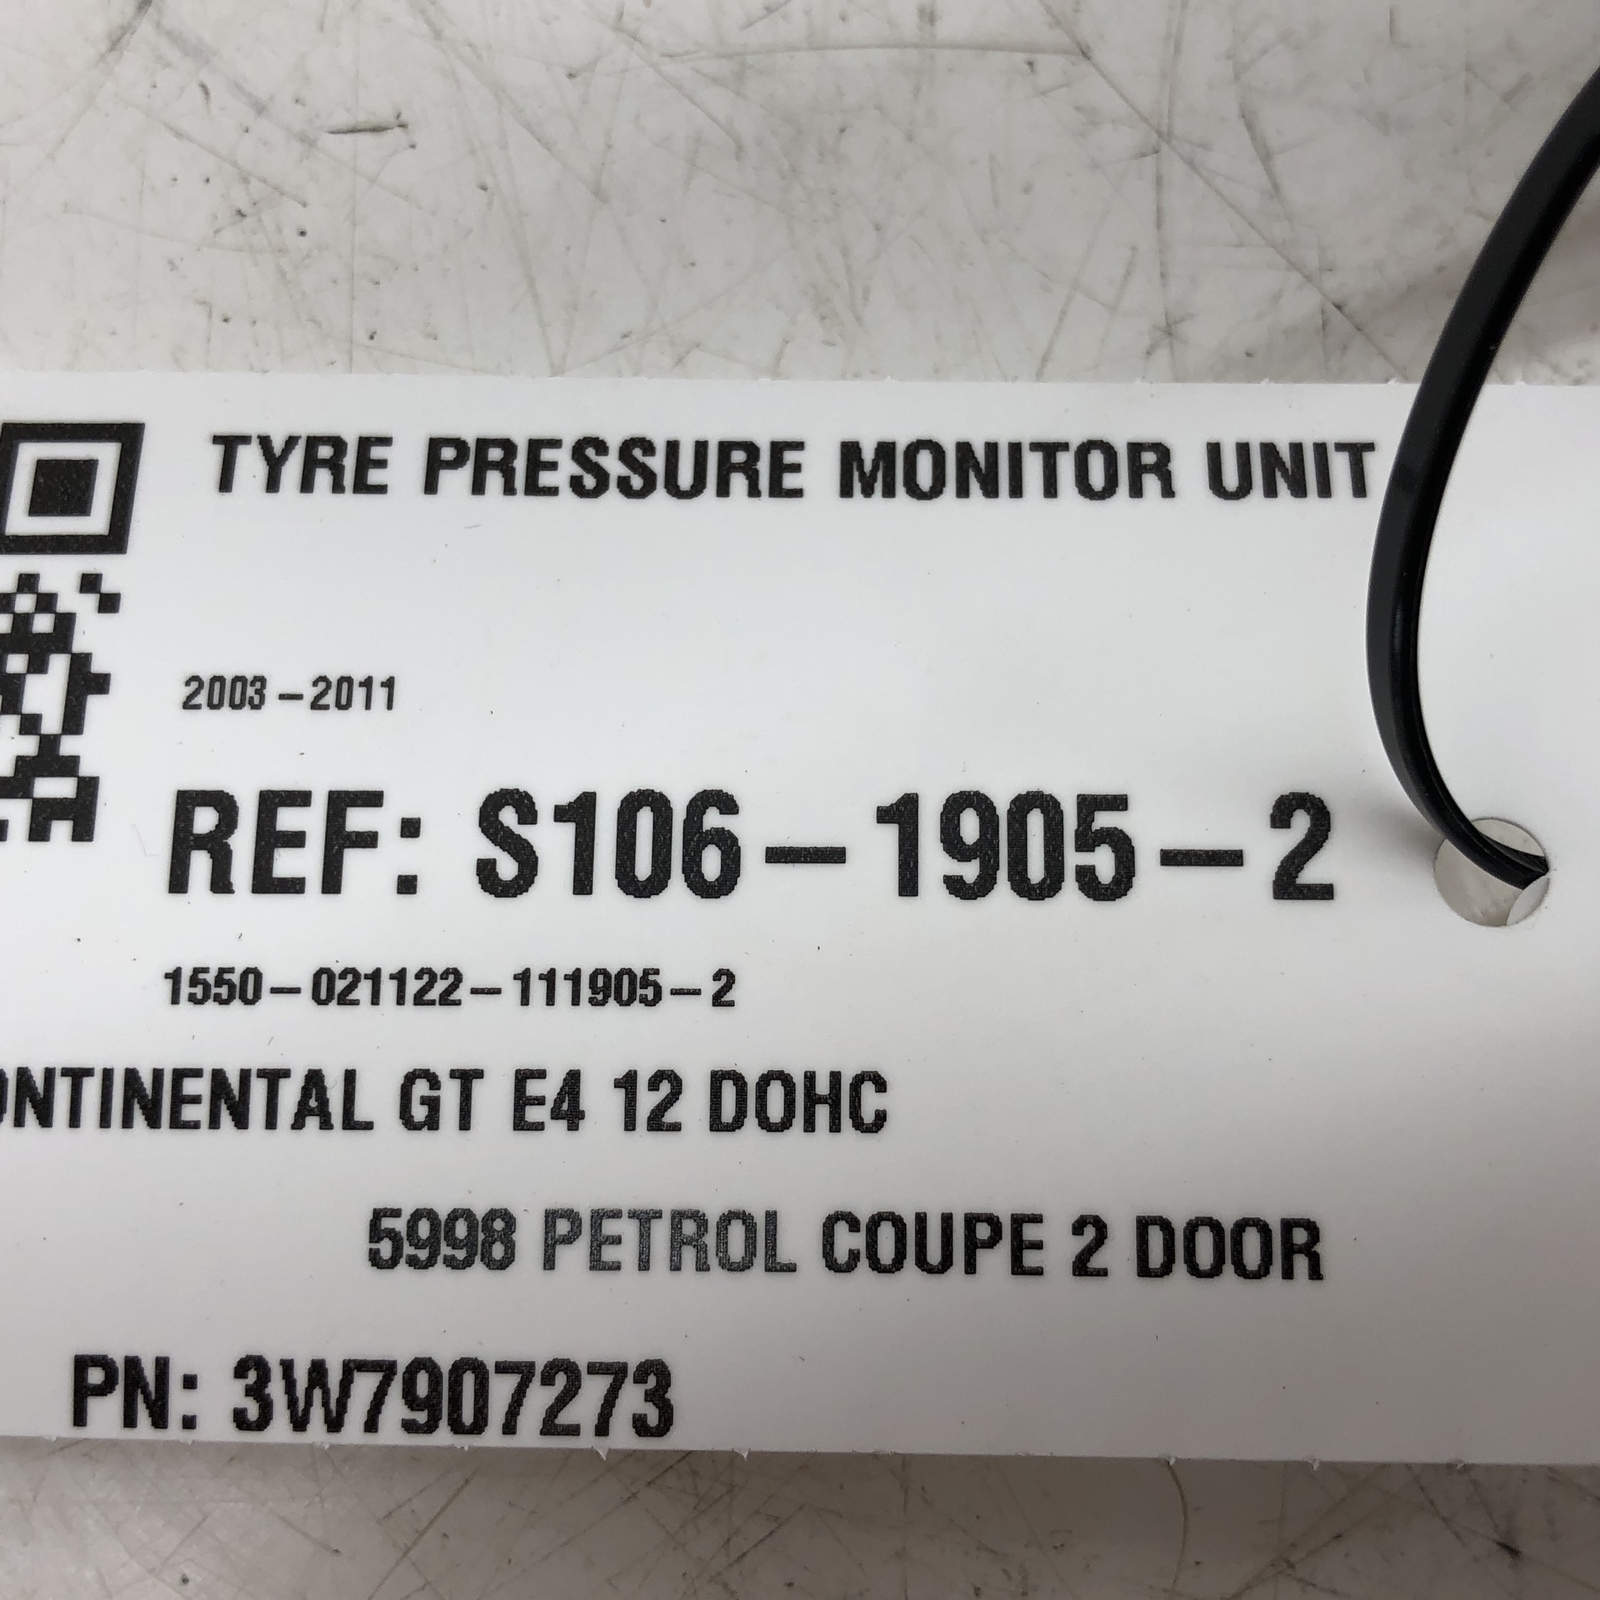 TYRE PRESSURE MONITOR UNIT
2003-2011
REF: S106-1905-2
1550-021122-111905-2
ONTINENTAL GT E4 12 DOHC
5998 PETROL COUPE 2 DOOR
PN: 3W7907273